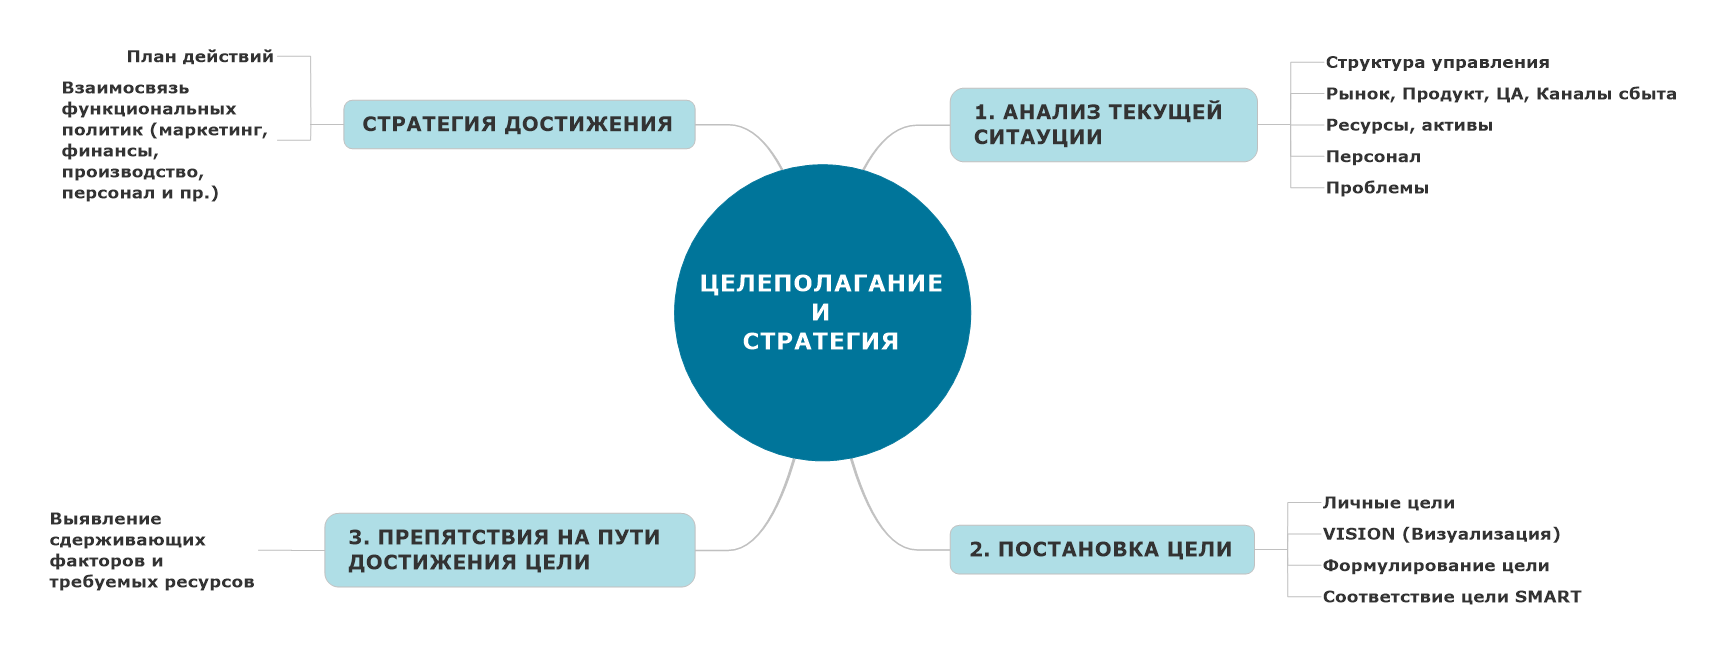 ЦЕЛЕПОЛАГАНИЕ
И
СТРАТЕГИЯ
1. АНАЛИЗ ТЕКУЩЕЙ
СИТАУЦИИ
Структура управления
Рынок, Продукт, ЦА, Каналы сбыта
Ресурсы, активы
Персонал
Проблемы
2. ПОСТАНОВКА ЦЕЛИ
Личные цели
VISION (Визуализация)
Формулирование цели
Соответствие цели SMART
3. ПРЕПЯТСТВИЯ НА ПУТИ
ДОСТИЖЕНИЯ ЦЕЛИ
Выявление
сдерживающих
факторов и
требуемых ресурсов
СТРАТЕГИЯ ДОСТИЖЕНИЯ
План действий
Взаимосвязь
функциональных
политик (маркетинг,
финансы,
производство,
персонал и пр.)